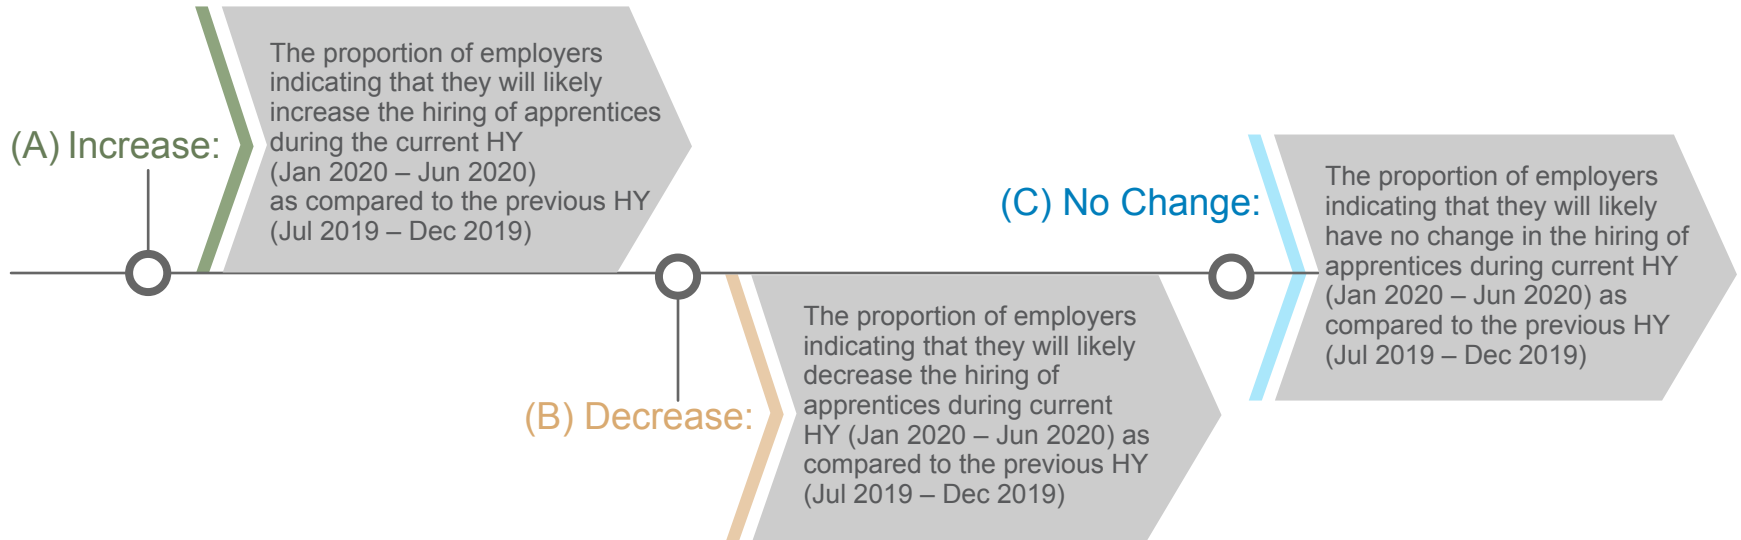 (A) Increase:
The proportion of employers
indicating that they will likely
increase the hiring of apprentices
during the current HY
(Jan 2020 – Jun 2020)
as compared to the previous HY
(Jul 2019 – Dec 2019)
(B) Decrease:
The proportion of employers
indicating that they will likely
decrease the hiring of
apprentices during current
HY (Jan 2020 – Jun 2020) as
compared to the previous HY
(Jul 2019 – Dec 2019)
(C) No Change:
The proportion of employers
indicating that they will likely
have no change in the hiring of
apprentices during current HY
(Jan 2020 – Jun 2020) as
compared to the previous HY
(Jul 2019 – Dec 2019)